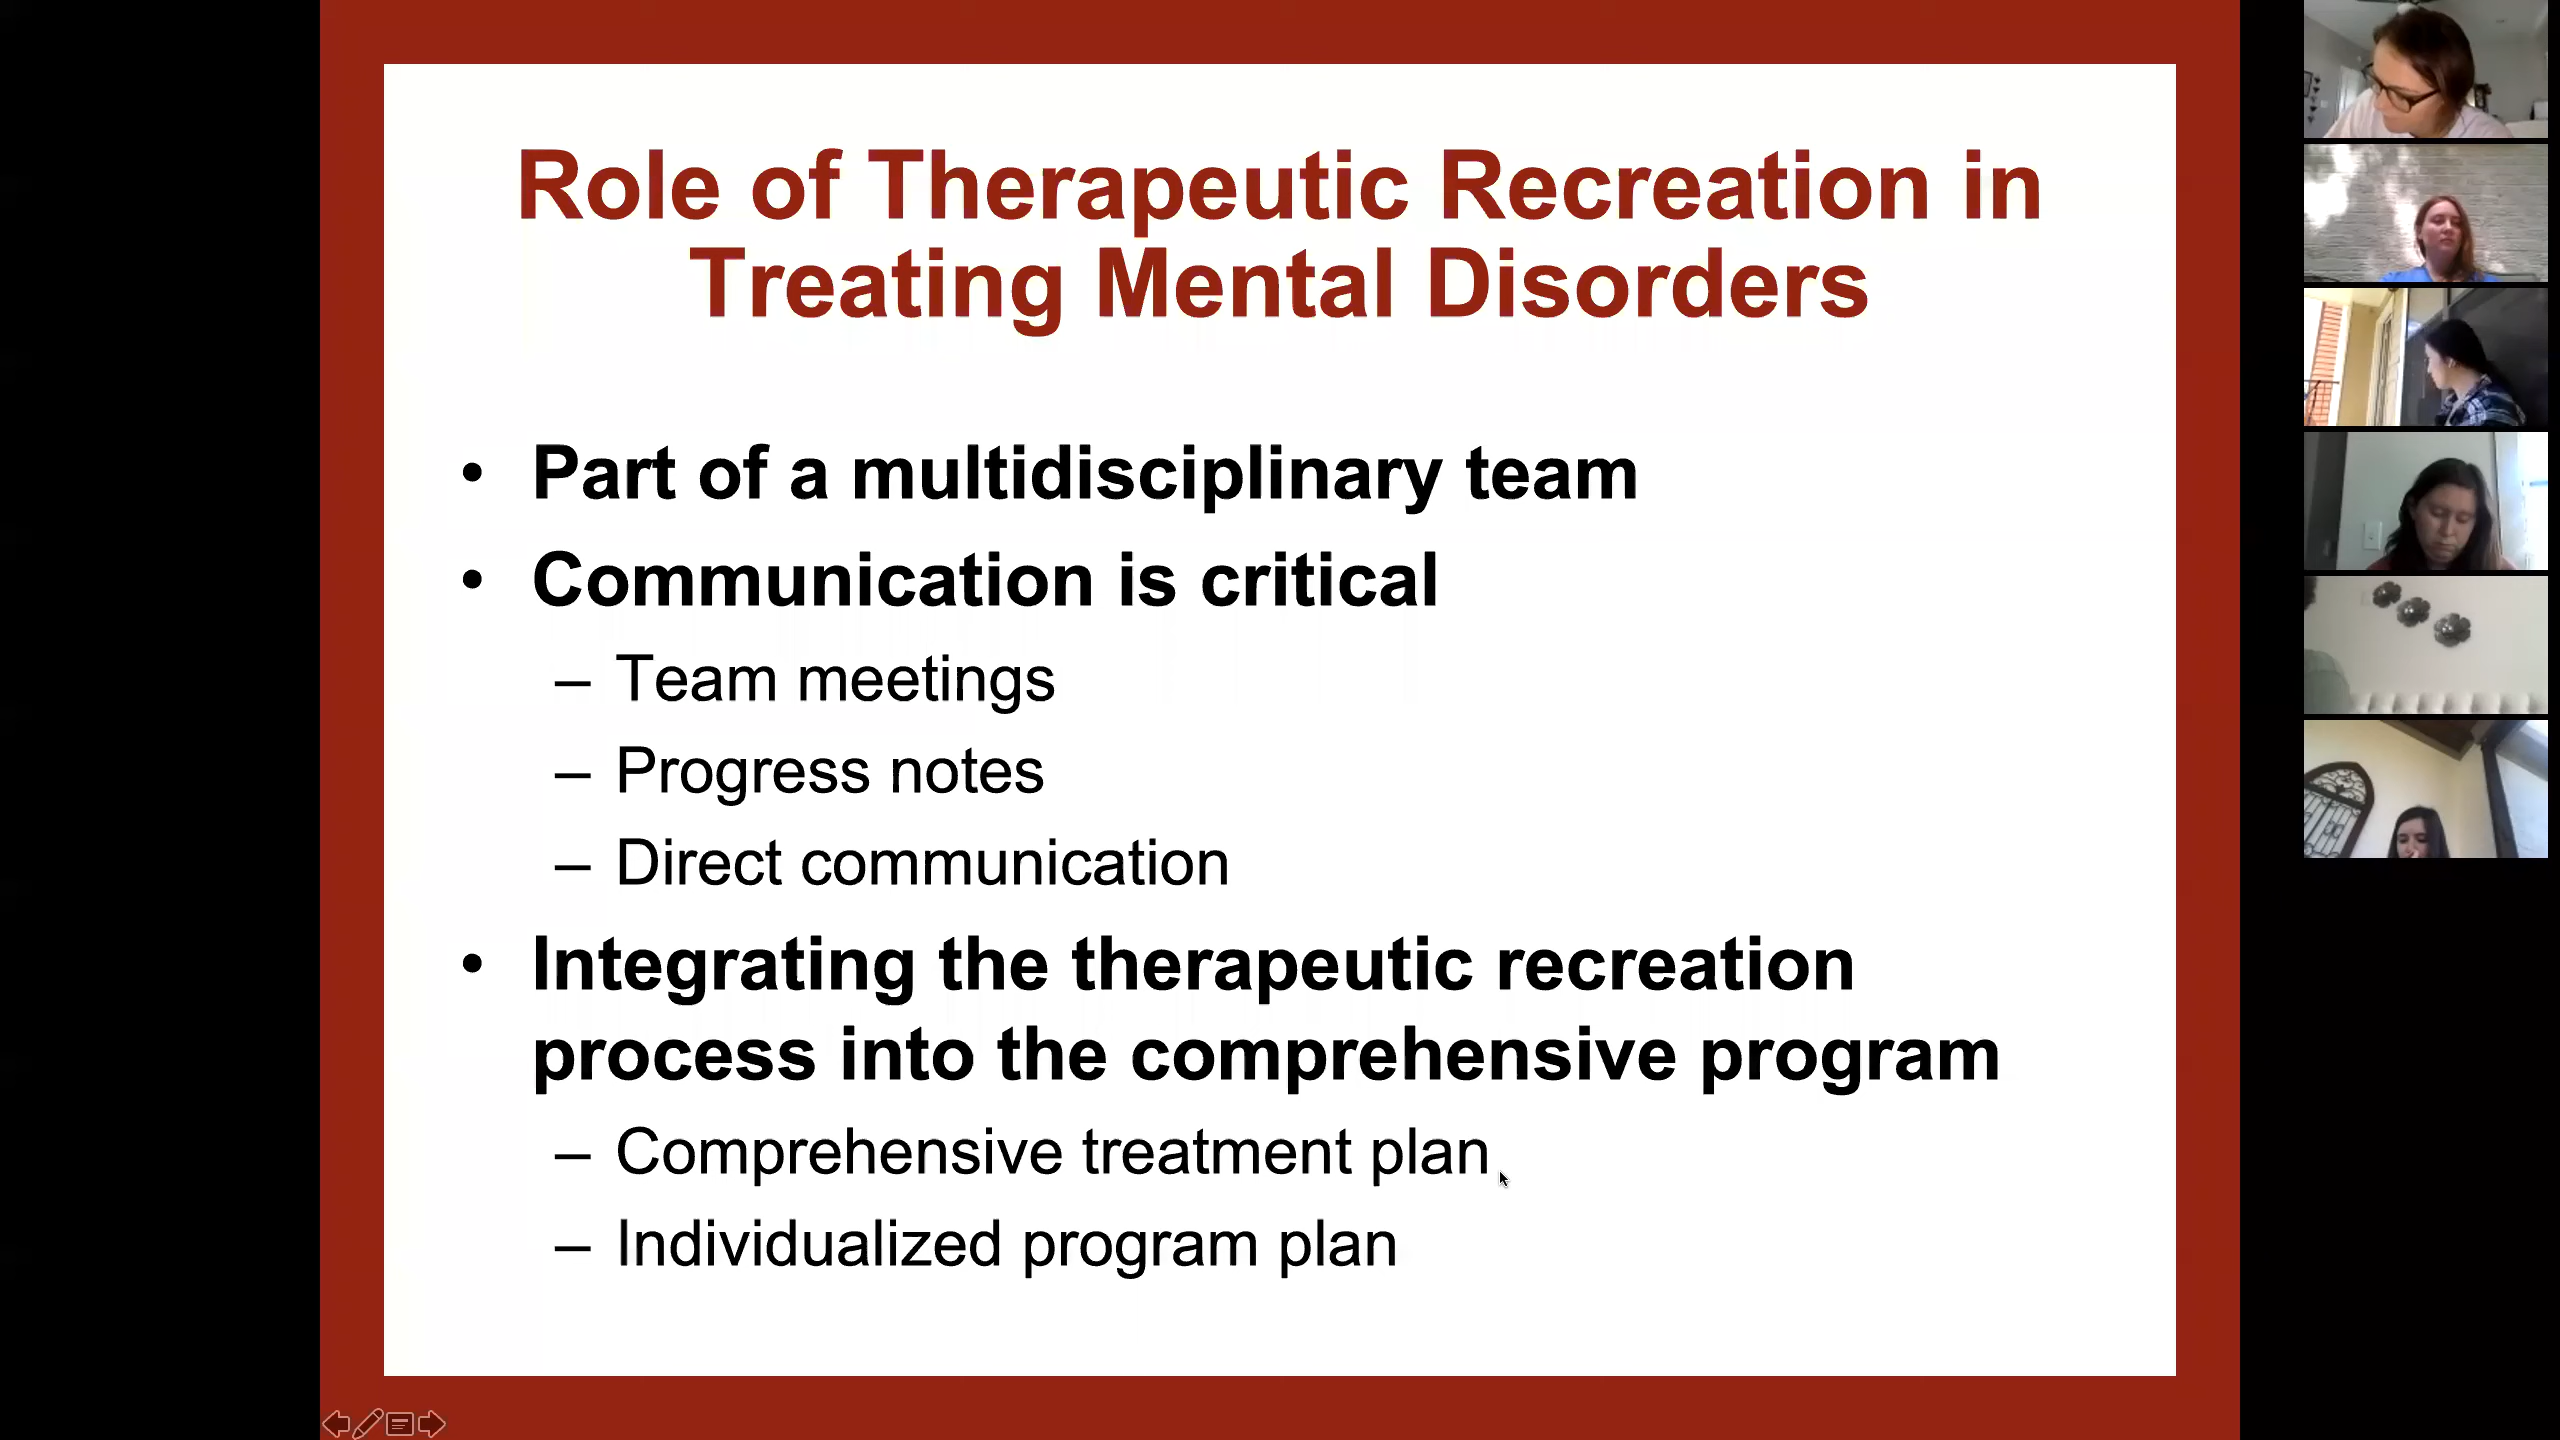 Role of Therapeutic Recreation in
Treating Mental Disorders
• Part of a multidisciplinary team
• Communication is critical
– Team meetings
– Progress notes
– Direct communication
• Integrating the therapeutic recreation
process into the comprehensive program
– Comprehensive treatment plan
– Individualized program plan